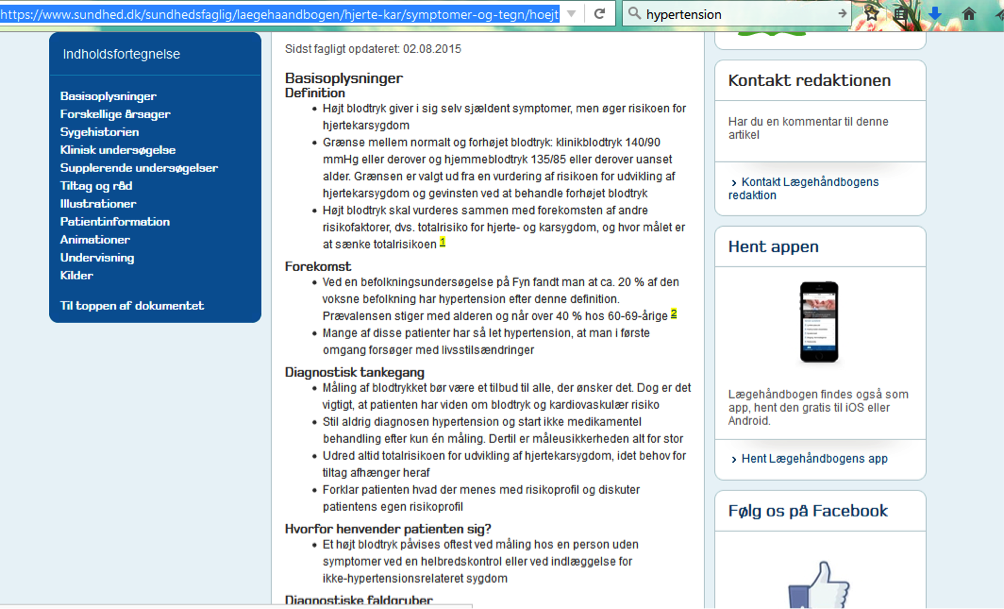 https://www.sundhed.dk/sundhedsfaglig/laegehaandbogen/hjerte-kar/symptomer-og-tegn/hoejt
hypertension
Indholdsfortegnelse
Basisoplysninger
Forskellige årsager
Sygehistorien
Klinisk undersøgelse
Supplerende undersøgelser
Tiltag og råd
Illustrationer
Patientinformation
Animationer
Undervisning
Kilder
Til toppen af dokumentet
Sidst fagligt opdateret: 02.08.2015
Basisoplysninger
Definition
• Højt blodtryk giver i sig selv sjældent symptomer, men øger risikoen for
hjertekarsygdom
• Grænse mellem normalt og forhøjet blodtryk: klinikblodtryk 140/90
mmHg eller derover og hjemmeblodtryk 135/85 eller derover uanset
alder. Grænsen er valgt ud fra en vurdering af risikoen for udvikling af
hjertekarsygdom og gevinsten ved at behandle forhøjet blodtryk
• Højt blodtryk skal vurderes sammen med forekomsten af andre
risikofaktorer, dvs. totalrisiko for hjerte- og karsygdom, og hvor målet er
at sænke totalrisikoen 1
Forekomst
• Ved en befolkningsundersøgelse på Fyn fandt man at ca. 20 % af den
voksne befolkning har hypertension efter denne definition.
Prævalensen stiger med alderen og når over 40 % hos 60-69-årige 2
• Mange af disse patienter har så let hypertension, at man i første
omgang forsøger med livsstilsændringer
Diagnostisk tankegang
• Måling af blodtrykket bør være et tilbud til alle, der ønsker det. Dog er det
vigtigt, at patienten har viden om blodtryk og kardiovaskulær risiko
• Stil aldrig diagnosen hypertension og start ikke medikamentel
behandling efter kun én måling. Dertil er måleusikkerheden alt for stor
• Udred altid totalrisikoen for udvikling af hjertekarsygdom, idet behov for
tiltag afhænger heraf
• Forklar patienten hvad der menes med risikoprofil og diskuter
patientens egen risikoprofil
Hvorfor henvender patienten sig?
• Et højt blodtryk påvises oftest ved måling hos en person uden
symptomer ved en helbredskontrol eller ved indlæggelse for
ikke-hypertensionsrelateret sygdom
Diagnostiske faldgruber
Kontakt redaktionen
Har du en kommentar til denne
artikel
› Kontakt Lægehåndbogens
redaktion
Hent appen
Lægehåndbogen findes også som
app, hent den gratis til iOS eller
Android.
› Hent Lægehåndbogens app
Følg os på Facebook